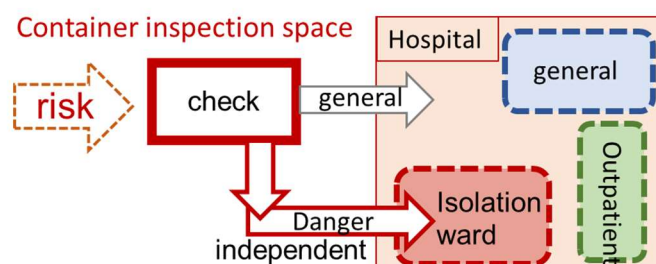 Container inspection space
Hospital
general
risk
check
general
Outpatient
Isolation
ward
Danger
independent